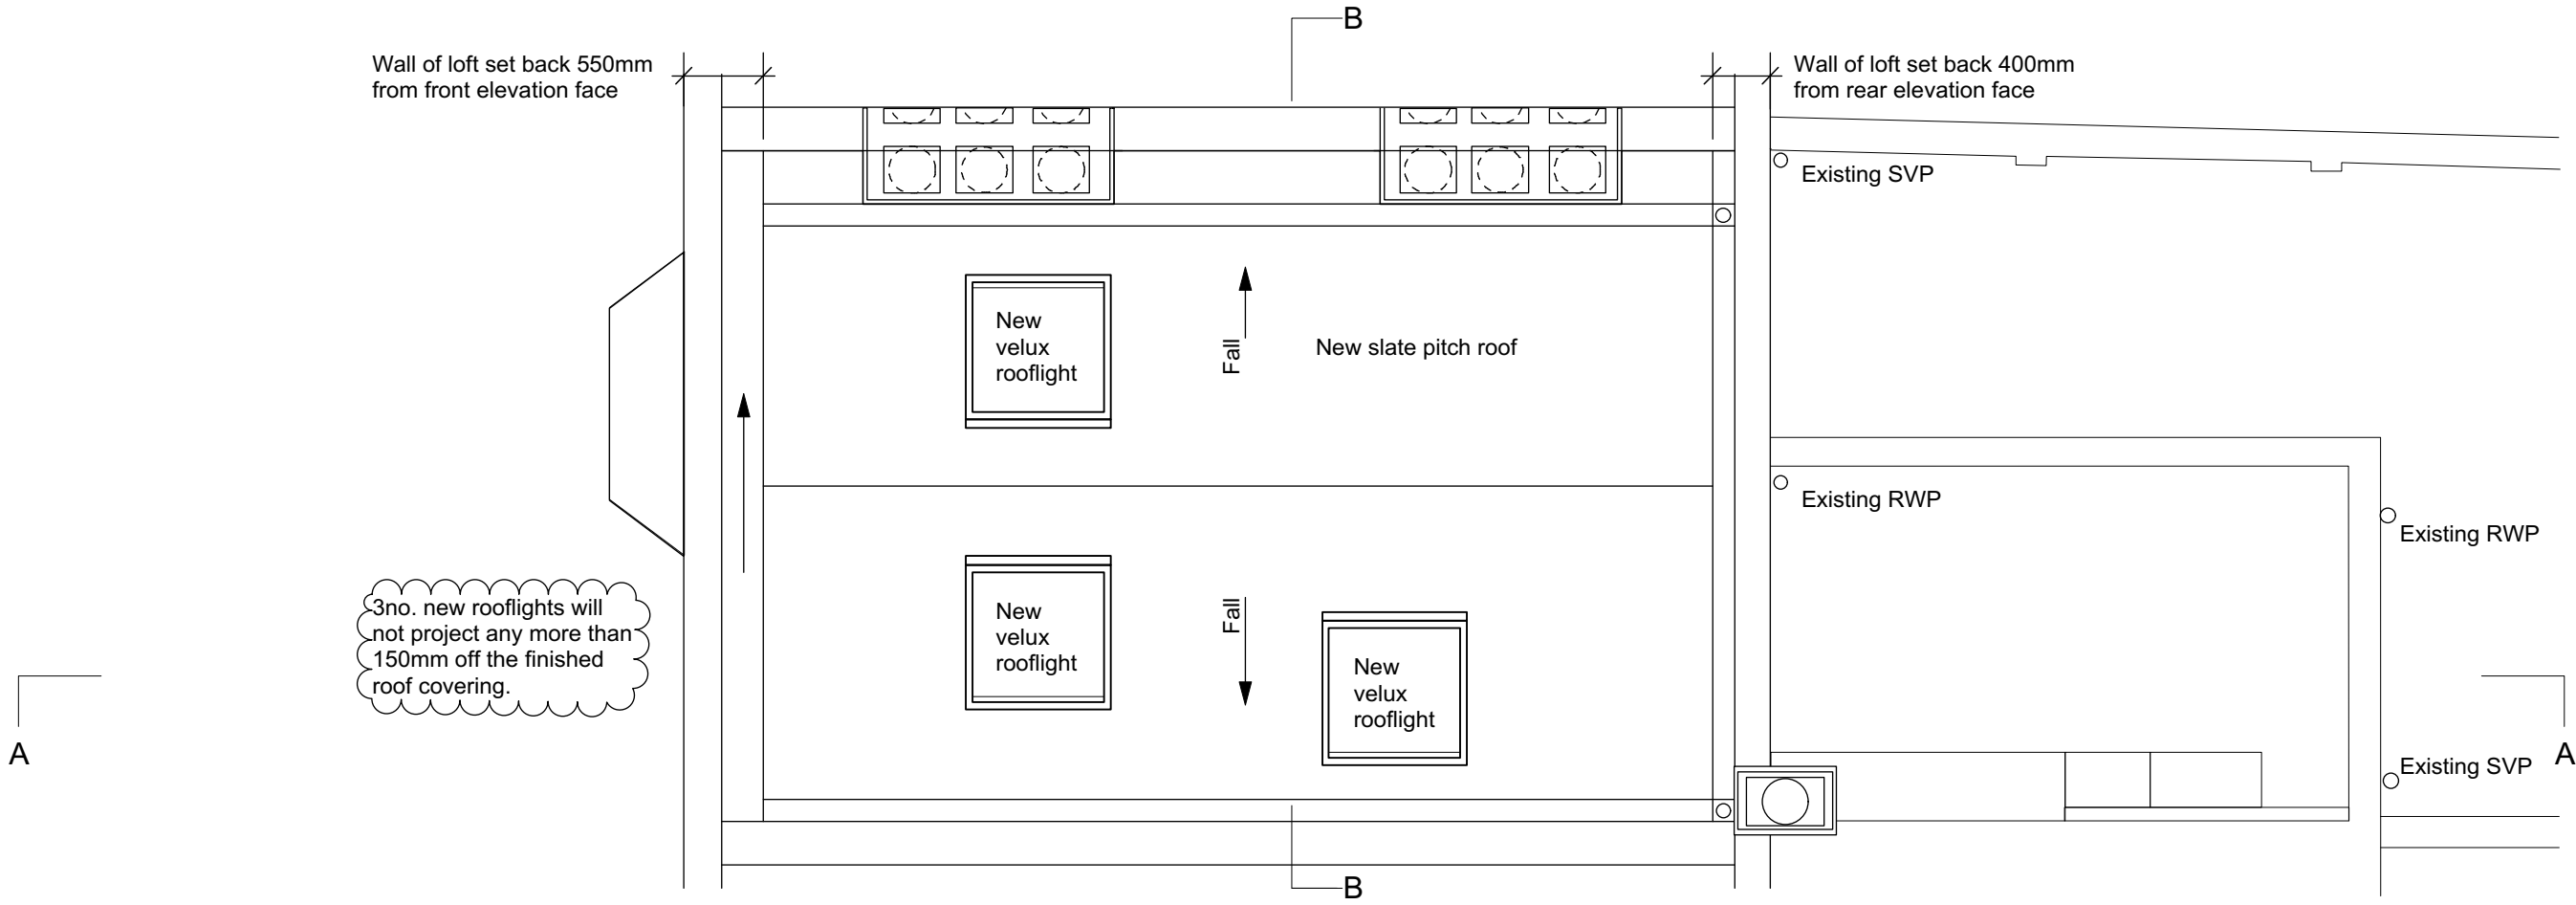 B
Wall of loft set back 550mm
from front elevation face
Wall of loft set back 400mm
from rear elevation face
Existing SVP
New
velux
rooflight
Fall
New slate pitch roof
Existing RWP
Existing RWP
3no. new rooflights will
not project any more than
150mm off the finished
roof covering.
New
velux
rooflight
Fall
New
velux
rooflight
A
A
Existing SVP
B